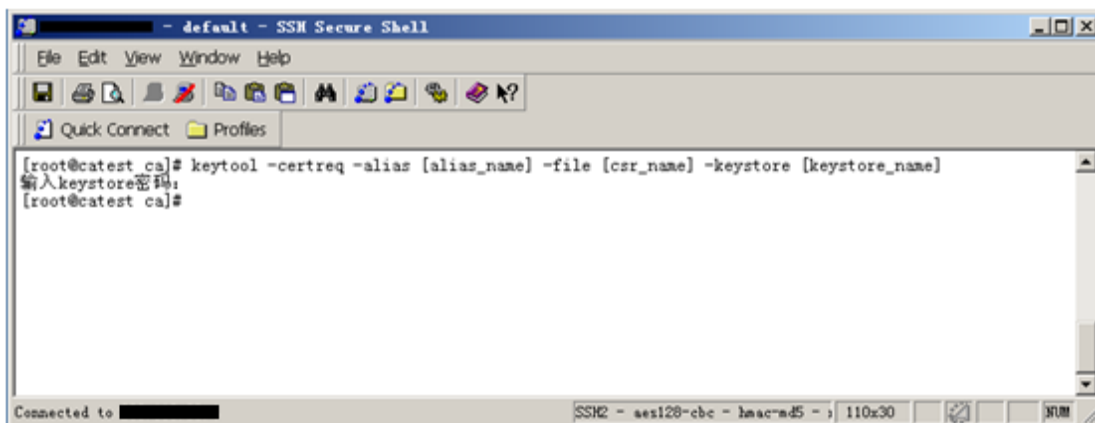 - default - SSH Secure Shell
File Edit View Window Help
Quick Connect Profiles
[root@catest ca]# keytool -certreq -alias [alias_name] -file [csr_name] -keystore [keystore_name]
输入keystore密码：
[root@catest ca]#
Connected to
SSH2 - aes128-cbc - hmac-md5 - 110x30 NUM